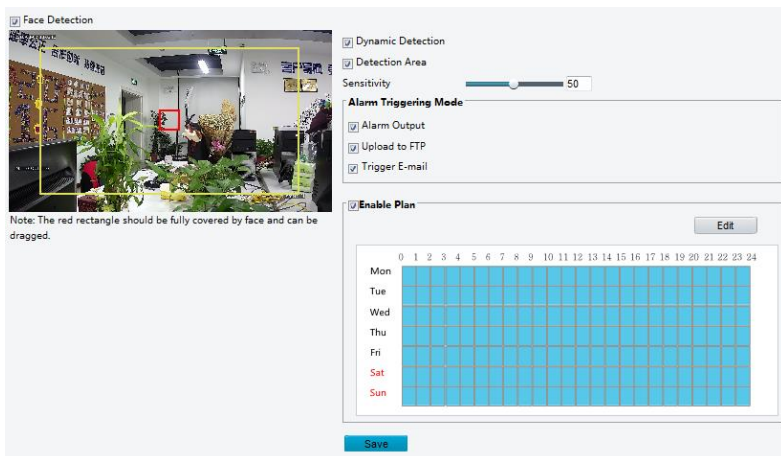 Face Detection
Note: The red rectangle should be fully covered by face and can be
dragged.
Dynamic Detection
Detection Area
Sensitivity 50
Alarm Triggering Mode
Alarm Output
Upload to FTP
Trigger E-mail
Enable Plan
Edit
0 1 2 3 4 5 6 7 8 9 10 11 12 13 14 15 16 17 18 19 20 21 22 23 24
Mon
Tue
Wed
Thu
Fri
Sat
Sun
Save